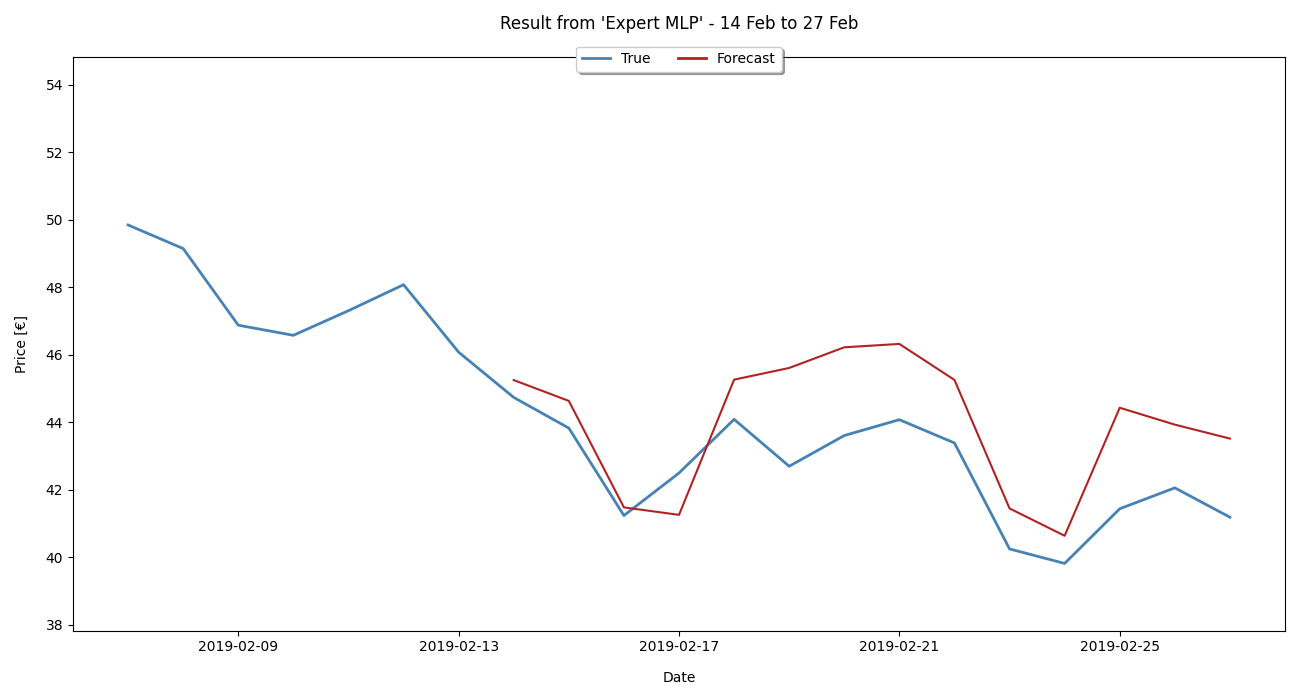 Result from 'Expert MLP' - 14 Feb to 27 Feb
True Forecast
54
52
50
48
46
44
42
40
38
Price [€]
2019-02-09 2019-02-13 2019-02-17 2019-02-21 2019-02-25
Date